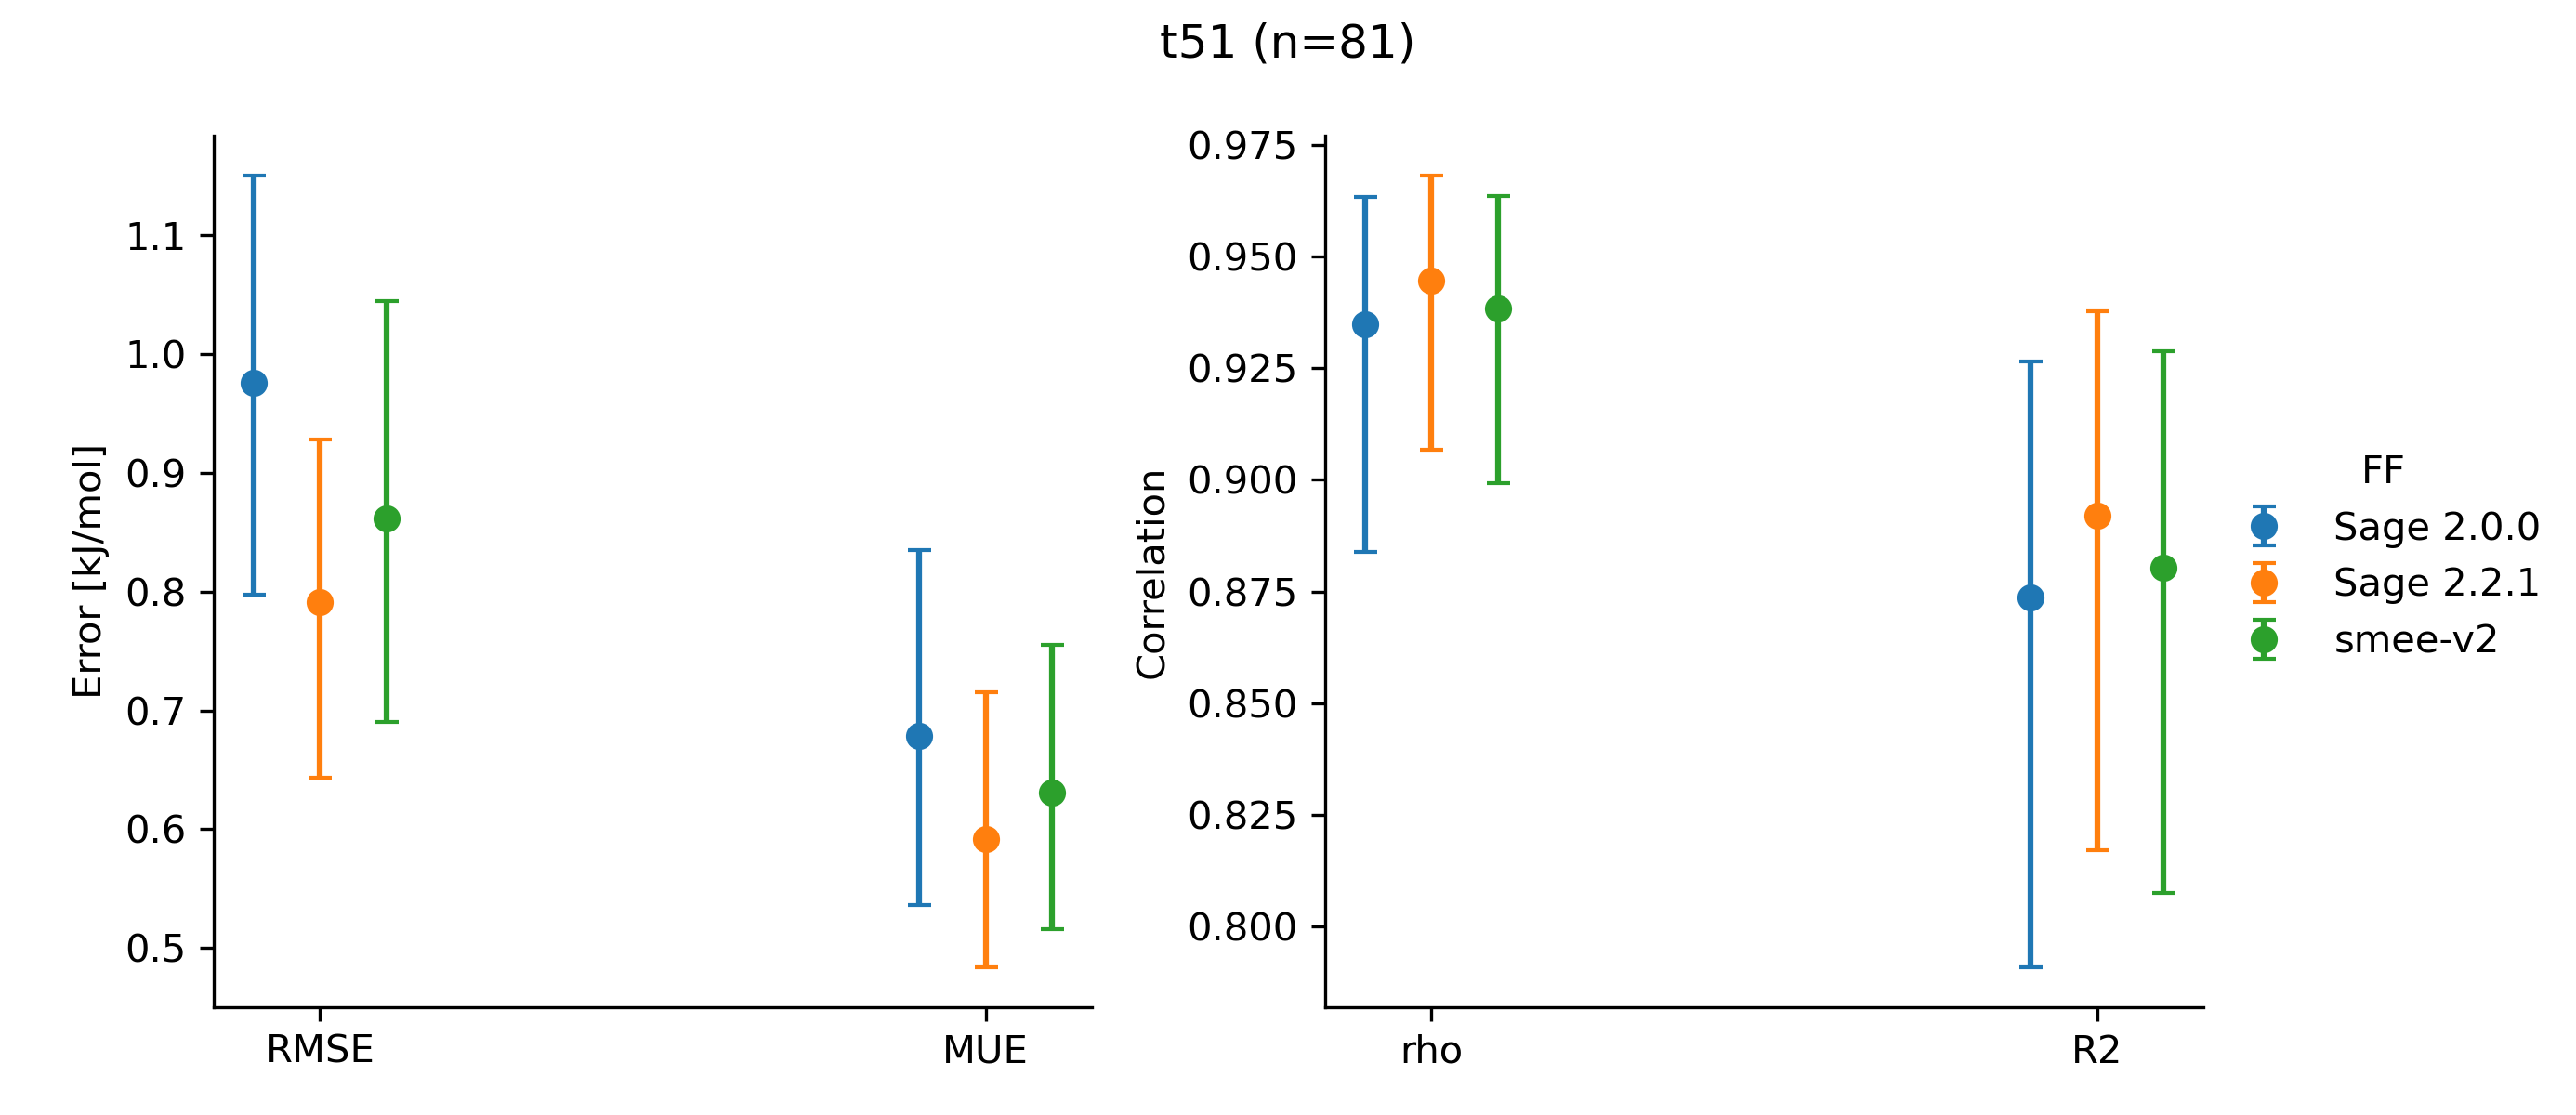 t51 (n=81)
Error [kJ/mol]
1.1
1.0
0.9
0.8
0.7
0.6
0.5
RMSE
MUE
Correlation
0.975
0.950
0.925
0.900
0.875
0.850
0.825
0.800
rho
R2
FF
Sage 2.0.0
Sage 2.2.1
smee-v2